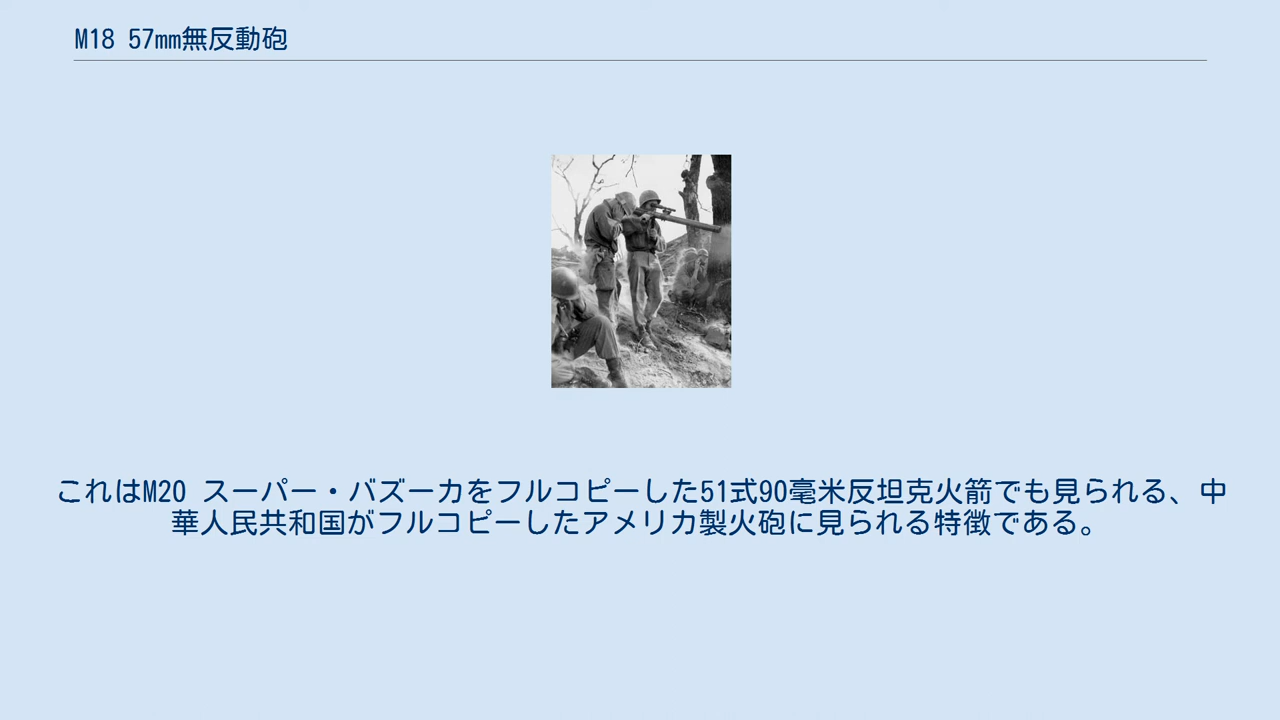 M18 57mm無反動砲
これはM20 スーパー・バズーカをフルコピーした51式90毫米反坦克火箭でも見られる、中
華人民共和国がフルコピーしたアメリカ製火砲に見られる特徴である。